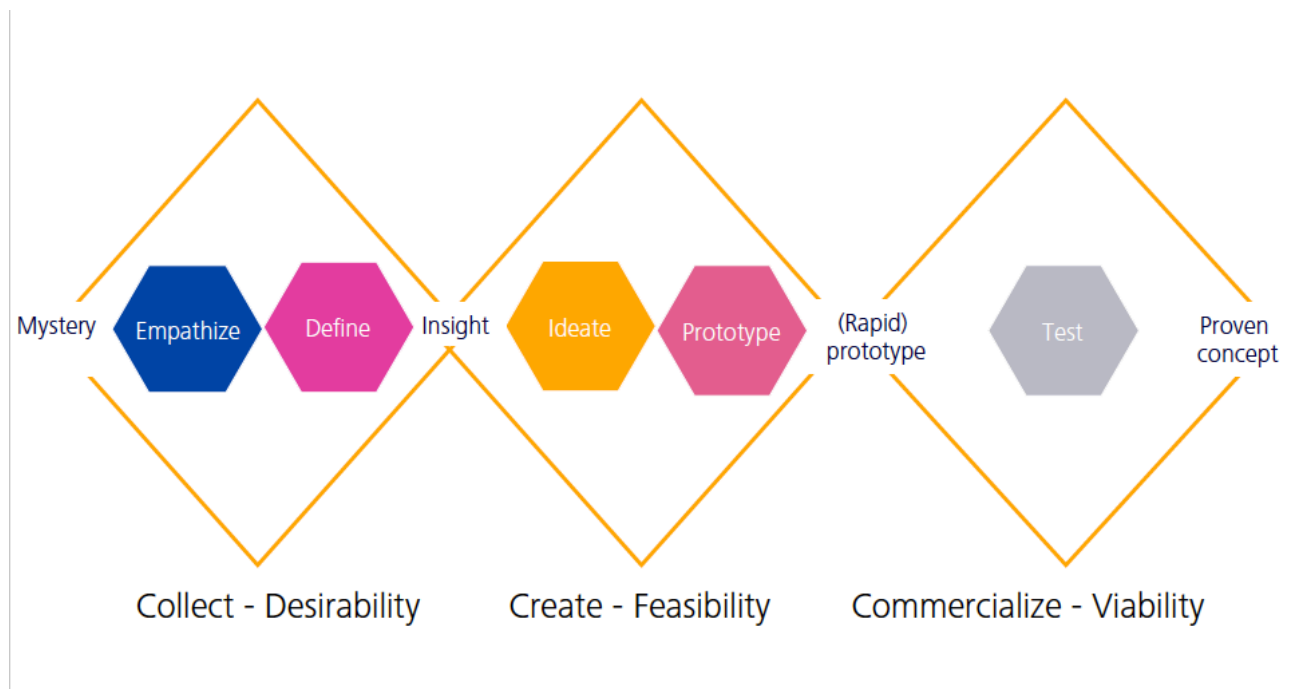 Mystery
Empathize
Define
Insight
Ideate
Prototype
(Rapid)
prototype
Test
Proven
concept
Collect - Desirability
Create - Feasibility
Commercialize - Viability